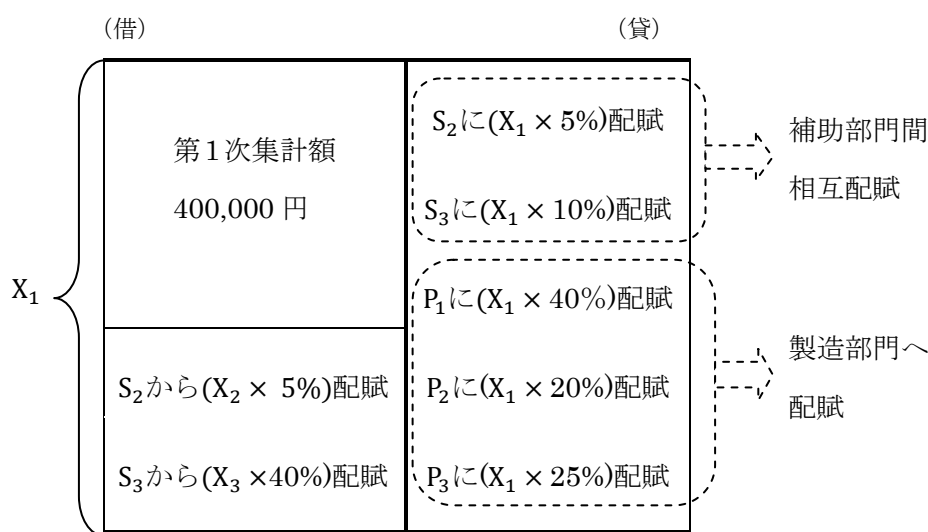 (借)
(貸)
第1次集計額
400,000 円
S₂に(X₁ × 5%)配賦
S₃に(X₁ × 10%)配賦
補助部門間
相互配賦
X₁
S₂から(X₂ × 5%)配賦
S₃から(X₃ ×40%)配賦
P₁に(X₁ × 40%)配賦
P₂に(X₁ × 20%)配賦
P₃に(X₁ × 25%)配賦
製造部門へ
配賦